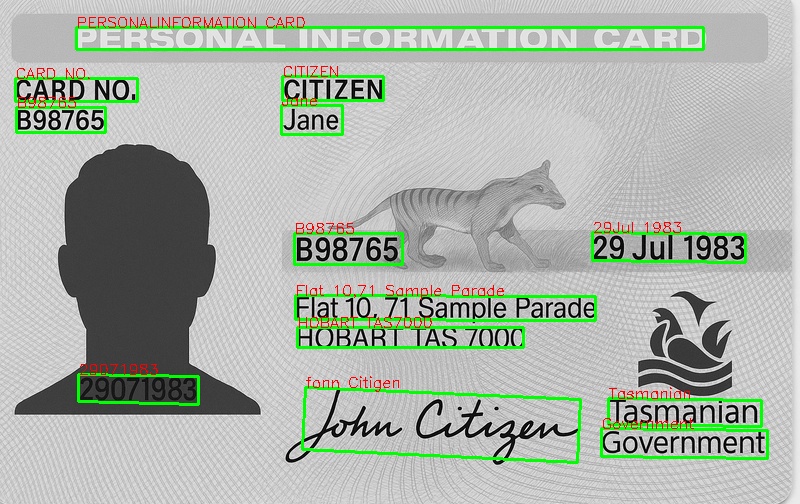 PERSONALINFORMATION CARD
PERSONAL INFORMATION CARD
CARD NO.
CARD NO.
B98765
B98765
CITIZEN
CITIZEN
Jane
Jane
B98765
B98765
29Jul 1983
29 Jul 1983
Flat 10,71 Sample Parade
Flat 10, 71 Sample Parade
HOBART TAS7000
HOBART TAS 7000
29071983
29071983
fonn Citigen
John Citizen
Tasmanian
Tasmanian
Government
Government